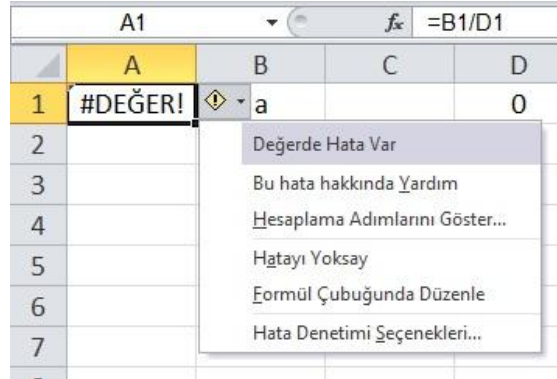 A1 fx =B1/D1
A B C D
1 #DEĞER! a 0
2 Değerde Hata Var
3 Bu hata hakkında Yardım
4 Hesaplama Adımlarını Göster...
5 Hatayı Yoksay
6 Formül Çubuğunda Düzenle
7 Hata Denetimi Seçenekleri...